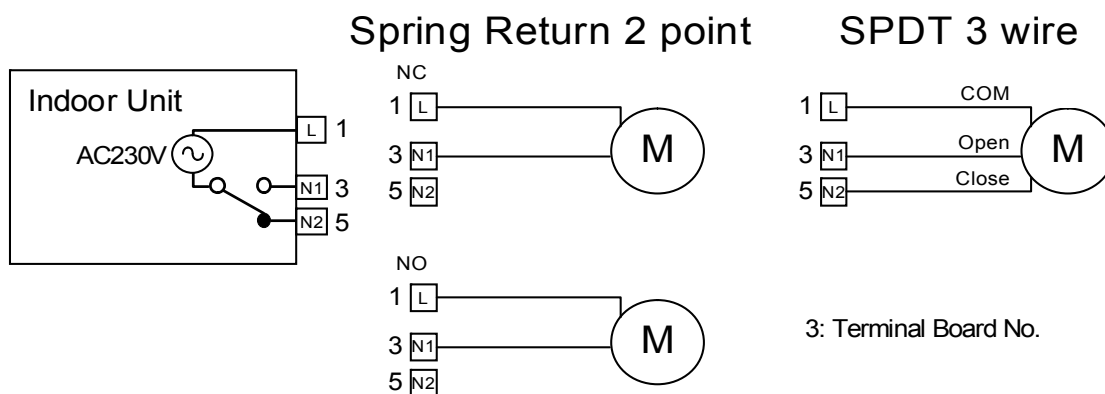 Spring Return 2 point
SPDT 3 wire
Indoor Unit
AC230V
L 1
N1 3
N2 5
NC
1 L
3 N1
5 N2
M
NO
1 L
3 N1
5 N2
M
1 L
3 N1
5 N2
COM
Open
Close
M
3: Terminal Board No.